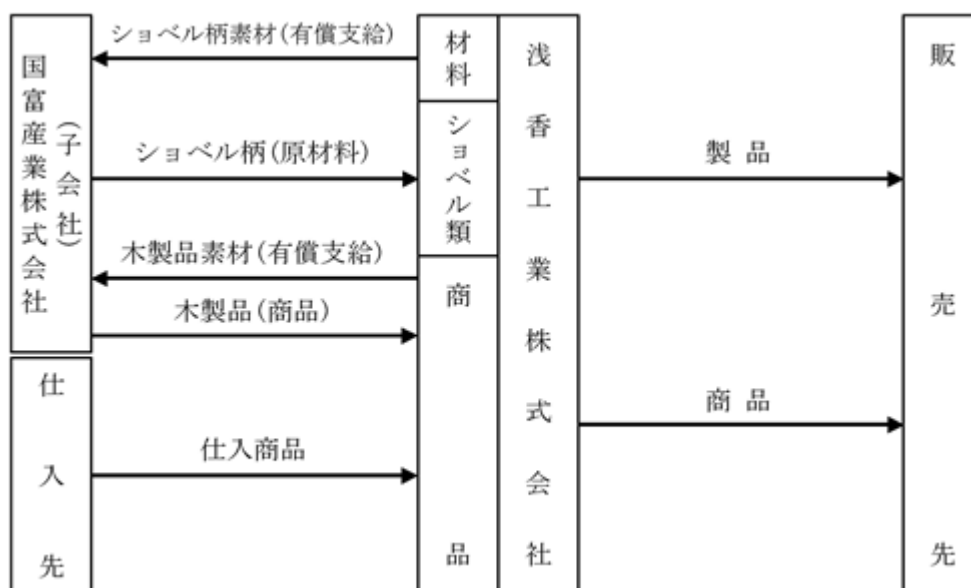 国富産業株式会社
(子会社)
仕入先
ショベル柄素材(有償支給)
ショベル柄(原材料)
木製品素材(有償支給)
木製品(商品)
仕入商品
材料
ショベル類
商品
浅香工業株式会社
製品
商品
販売先